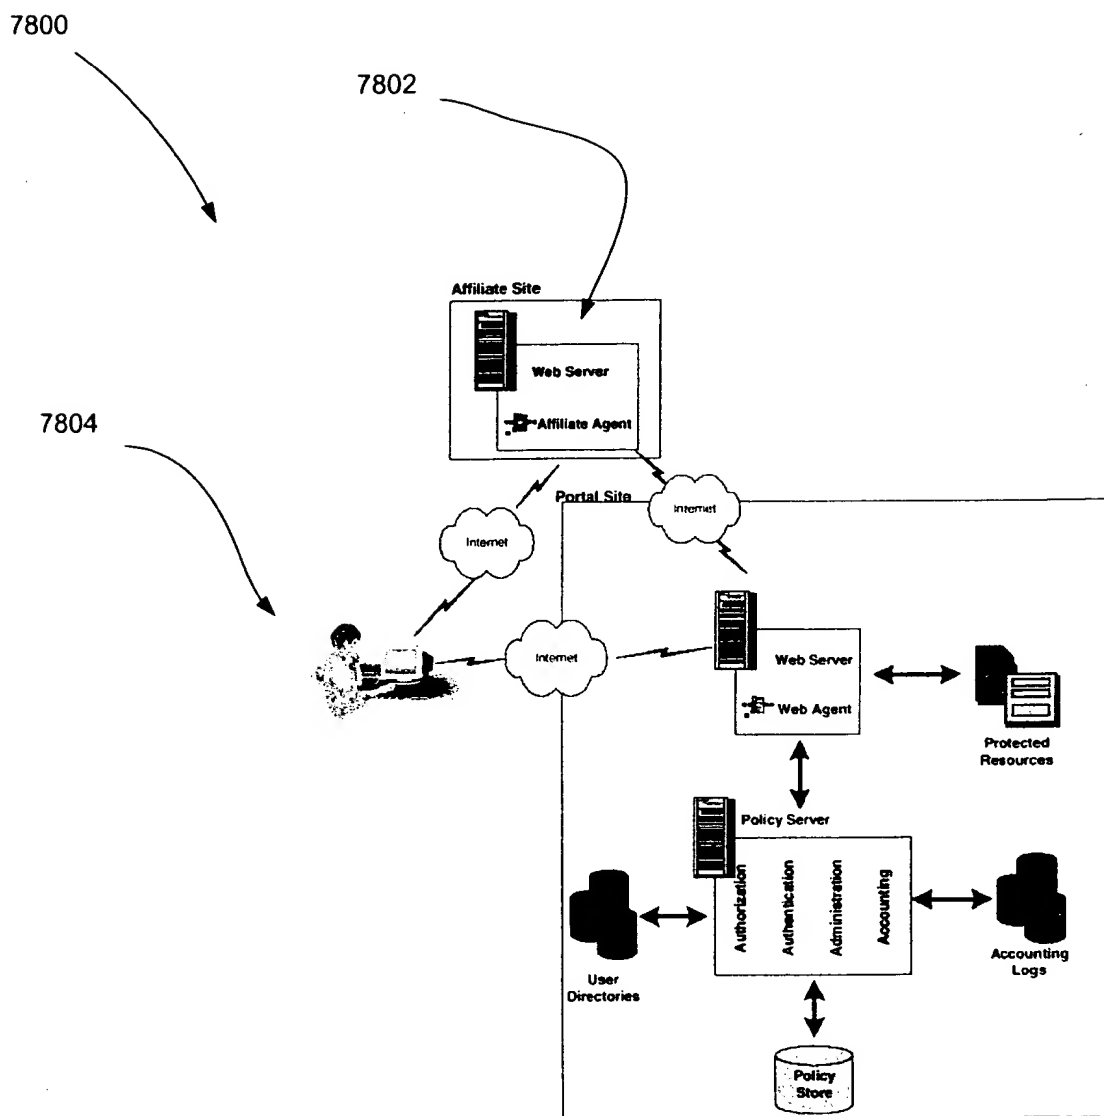 7800
7802
Affiliate Site
Web Server
Affiliate Agent
7804
Portal Site
Internet
Internet
Internet
Web Server
Web Agent
Protected
Resources
Policy Server
Authorization
Authentication
Administration
Accounting
User
Directories
Accounting
Logs
Policy
Store